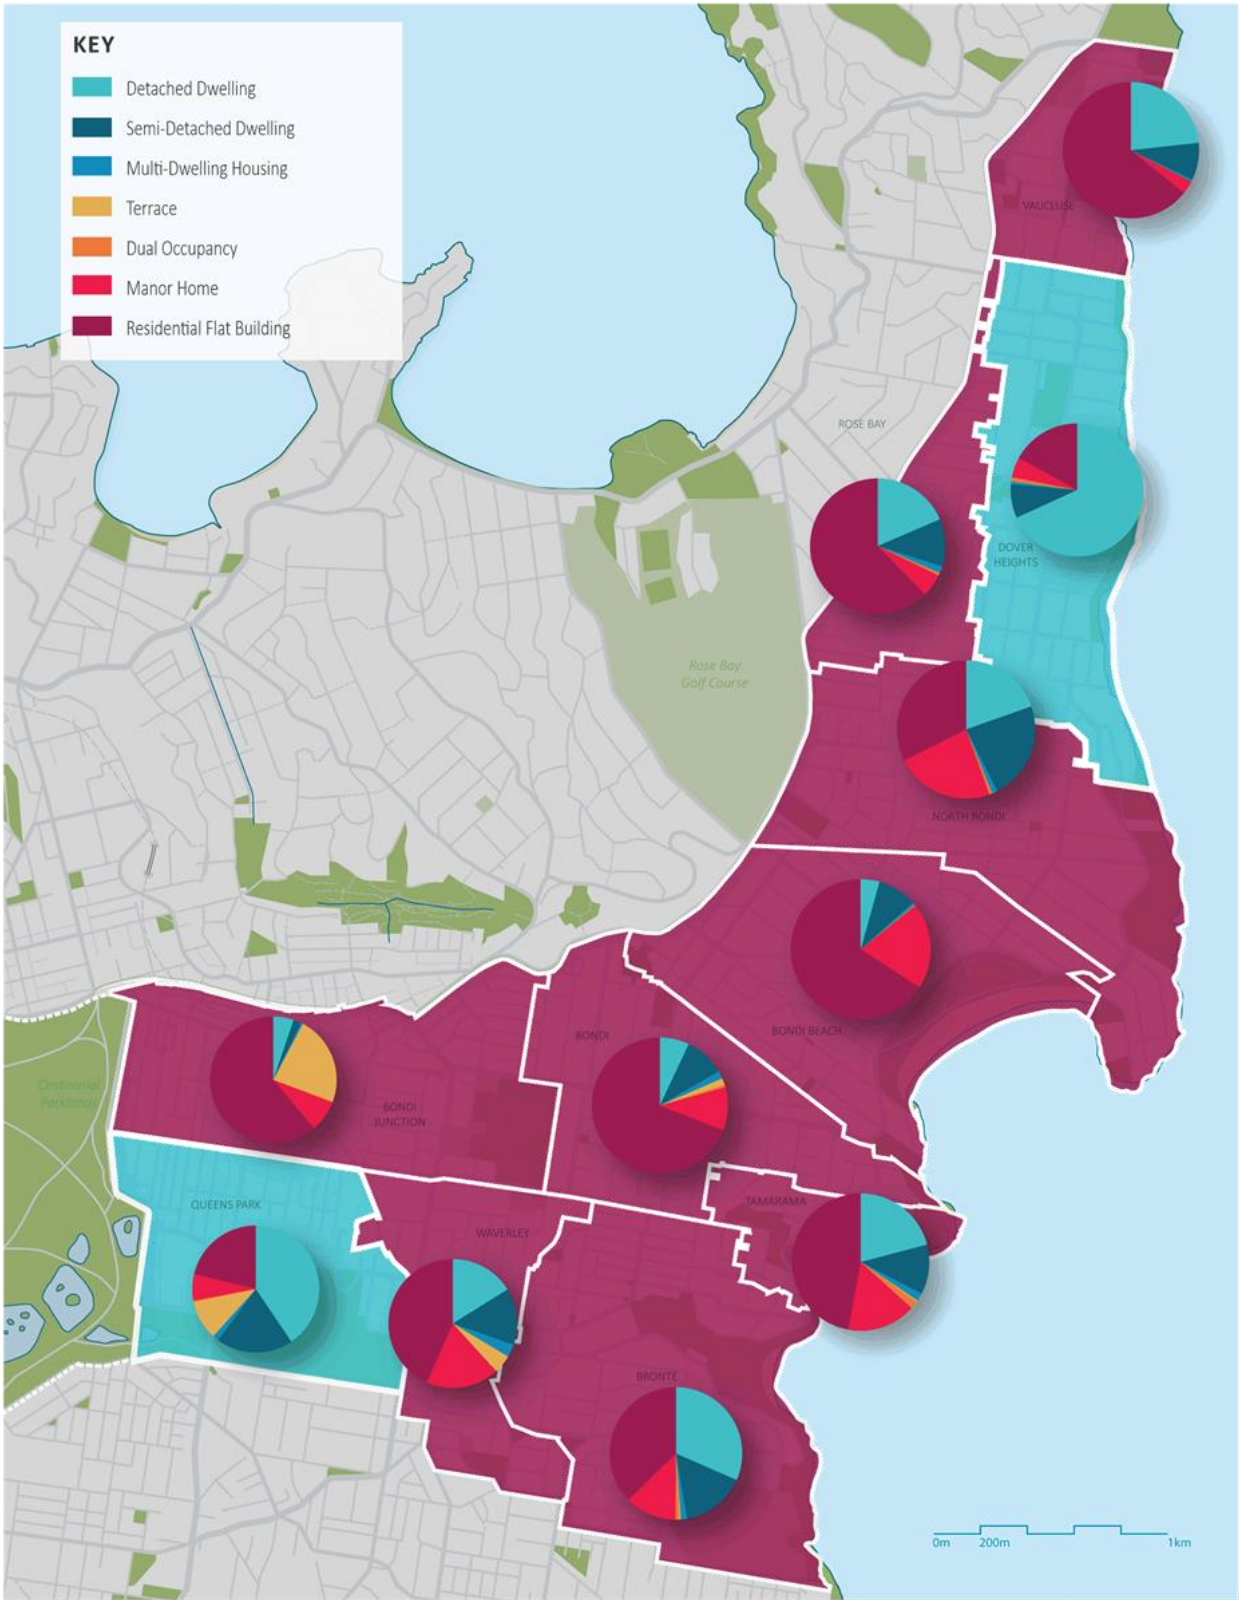 KEY
Detached Dwelling
Semi-Detached Dwelling
Multi-Dwelling Housing
Terrace
Dual Occupancy
Manor Home
Residential Flat Building
VAUCLUSE
ROSE BAY
DOVER
HEIGHTS
Rose Bay
Golf Course
NORTH BONDI
BONDI BEACH
BONDI
Centennial
Parklands
BONDI
JUNCTION
QUEENS PARK
TAMARAMA
WAVERLEY
BRONTE
0m 200m 1km